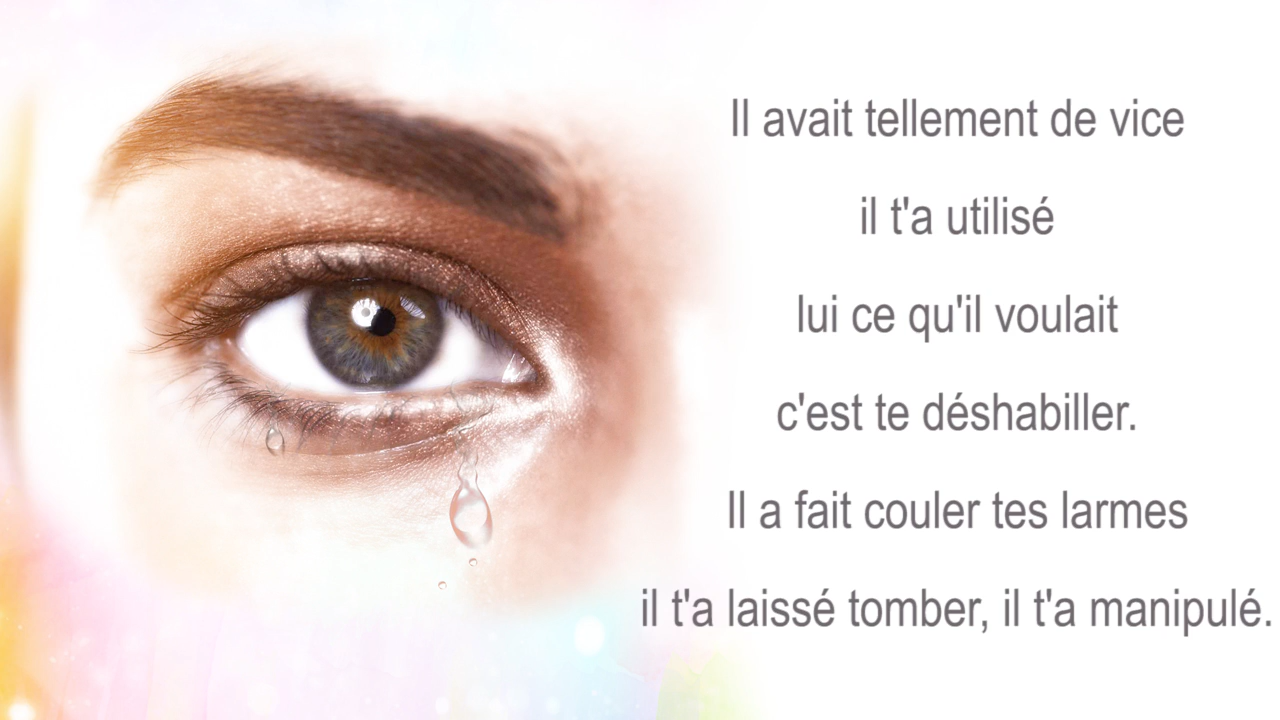 Il avait tellement de vice
il t'a utilisé
lui ce qu'il voulait
c'est te déshabiller.
Il a fait couler tes larmes
il t'a laissé tomber, il t'a manipulé.